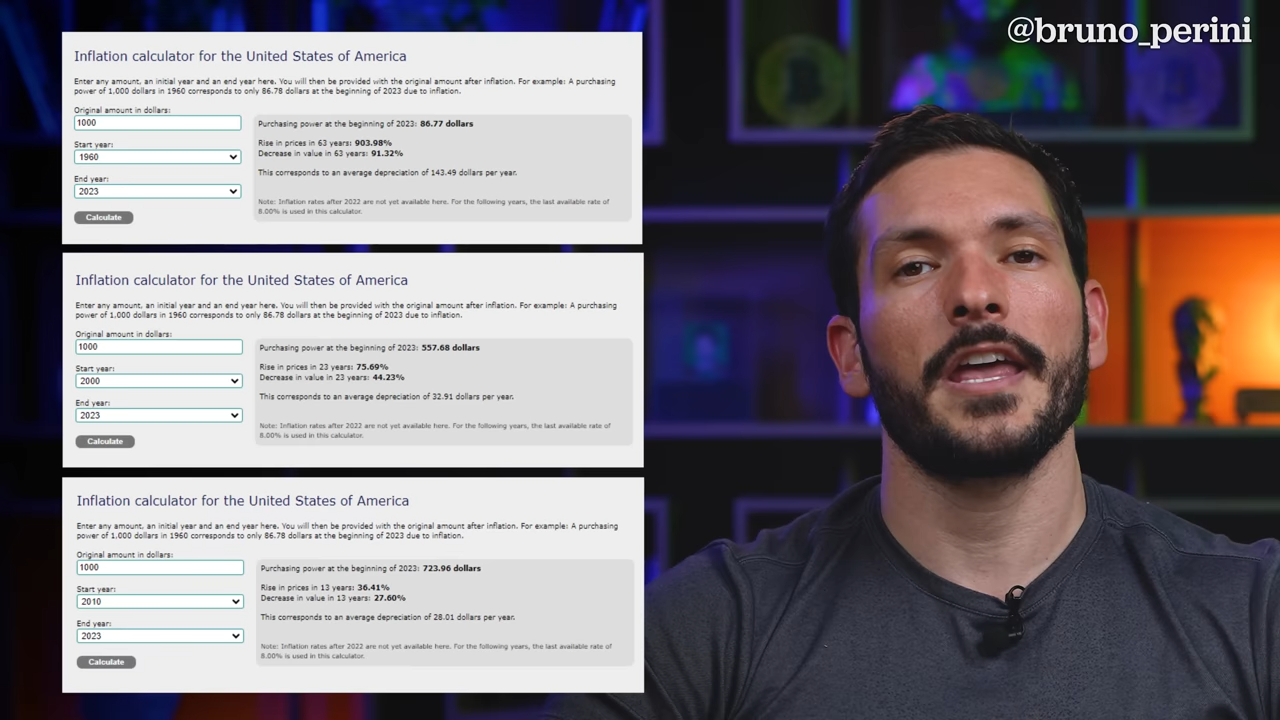 @bruno_perini
Inflation calculator for the United States of America
Enter any amount, an initial year and an end year here. You will then be provided with the original amount after inflation. For example: A purchasing
power of 1,000 dollars in 1960 corresponds to only 86.78 dollars at the beginning of 2023 due to inflation.
Original amount in dollars:
1000
Start year:
1960
End year:
2023
Calculate
Purchasing power at the beginning of 2023: 86.77 dollars
Rise in prices in 63 years: 903.98%
Decrease in value in 63 years: 91.32%
This corresponds to an average depreciation of 143.49 dollars per year.
Note: Inflation rates after 2022 are not yet available here. For the following years, the last available rate of
8.00% is used in this calculator.
Inflation calculator for the United States of America
Enter any amount, an initial year and an end year here. You will then be provided with the original amount after inflation. For example: A purchasing
power of 1,000 dollars in 1960 corresponds to only 86.78 dollars at the beginning of 2023 due to inflation.
Original amount in dollars:
1000
Start year:
2000
End year:
2023
Calculate
Purchasing power at the beginning of 2023: 557.68 dollars
Rise in prices in 23 years: 75.69%
Decrease in value in 23 years: 44.23%
This corresponds to an average depreciation of 32.91 dollars per year.
Note: Inflation rates after 2022 are not yet available here. For the following years, the last available rate of
8.00% is used in this calculator.
Inflation calculator for the United States of America
Enter any amount, an initial year and an end year here. You will then be provided with the original amount after inflation. For example: A purchasing
power of 1,000 dollars in 1960 corresponds to only 86.78 dollars at the beginning of 2023 due to inflation.
Original amount in dollars:
1000
Start year:
2010
End year:
2023
Calculate
Purchasing power at the beginning of 2023: 723.96 dollars
Rise in prices in 13 years: 36.41%
Decrease in value in 13 years: 27.60%
This corresponds to an average depreciation of 28.01 dollars per year.
Note: Inflation rates after 2022 are not yet available here. For the following years, the last available rate of
8.00% is used in this calculator.